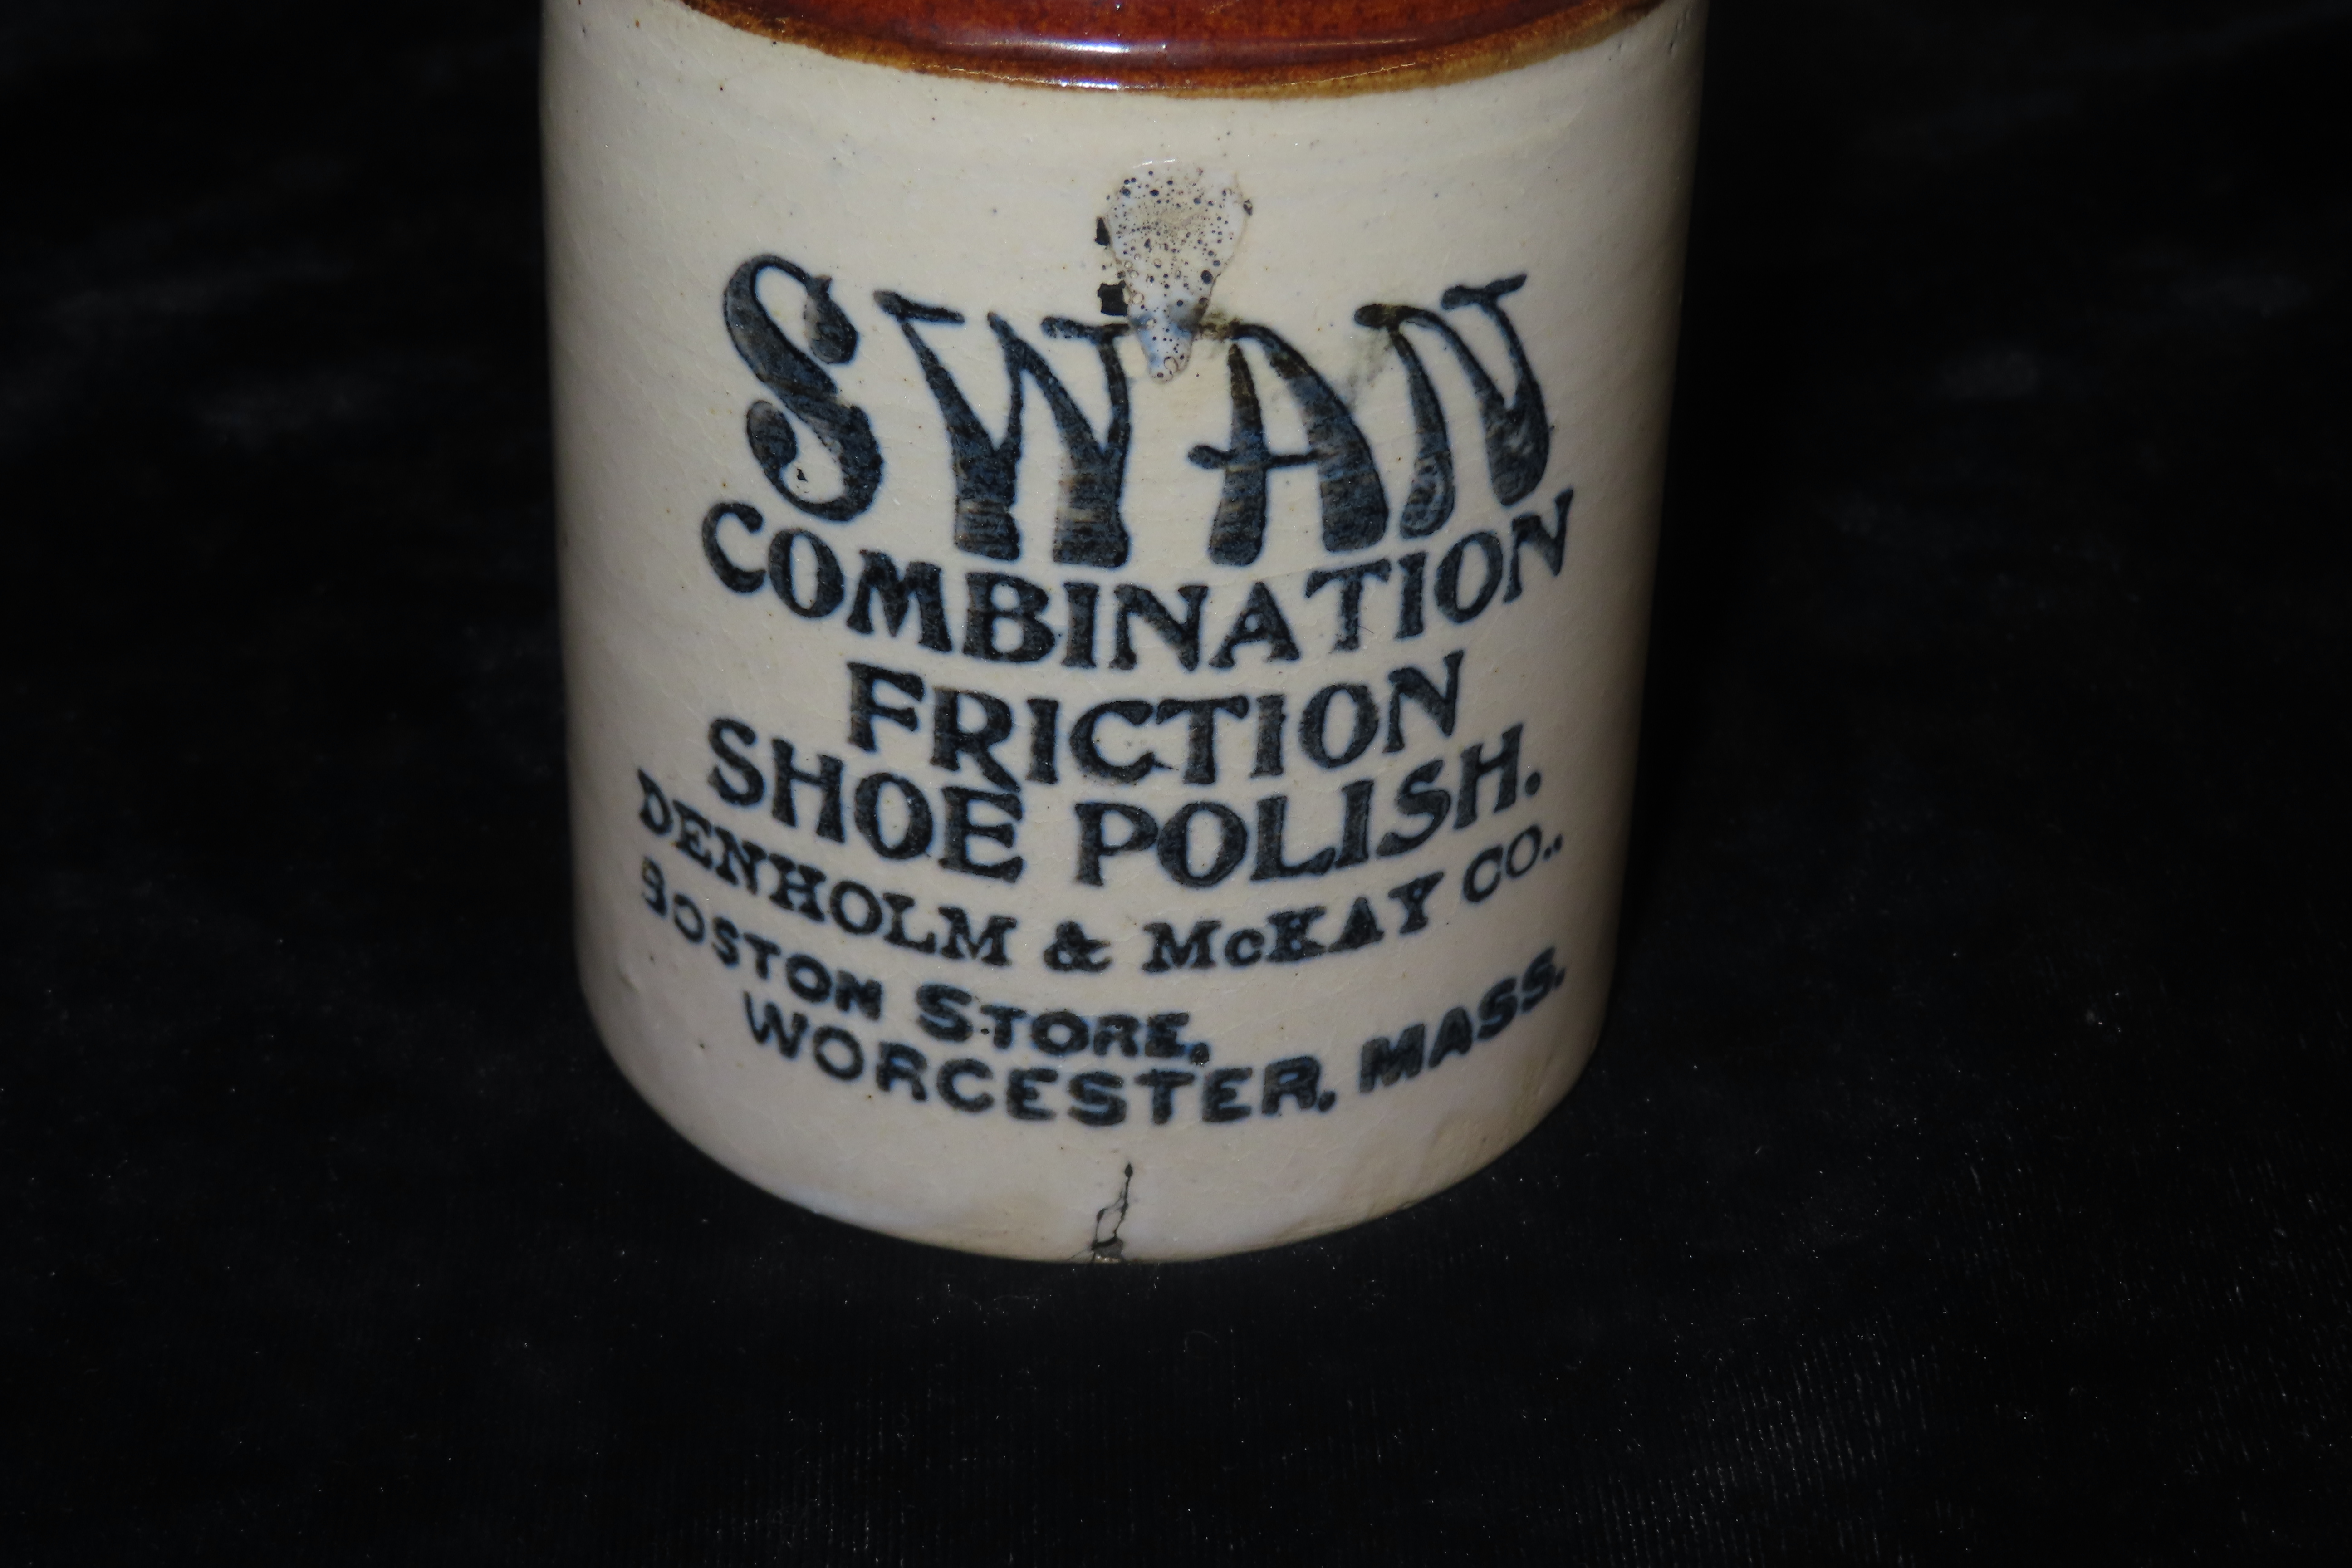 SWAN
COMBINATION
FRICTION
SHOE POLISH.
DENHOLM & McKAY CO.,
BOSTON STORE,
WORCESTER, MASS.